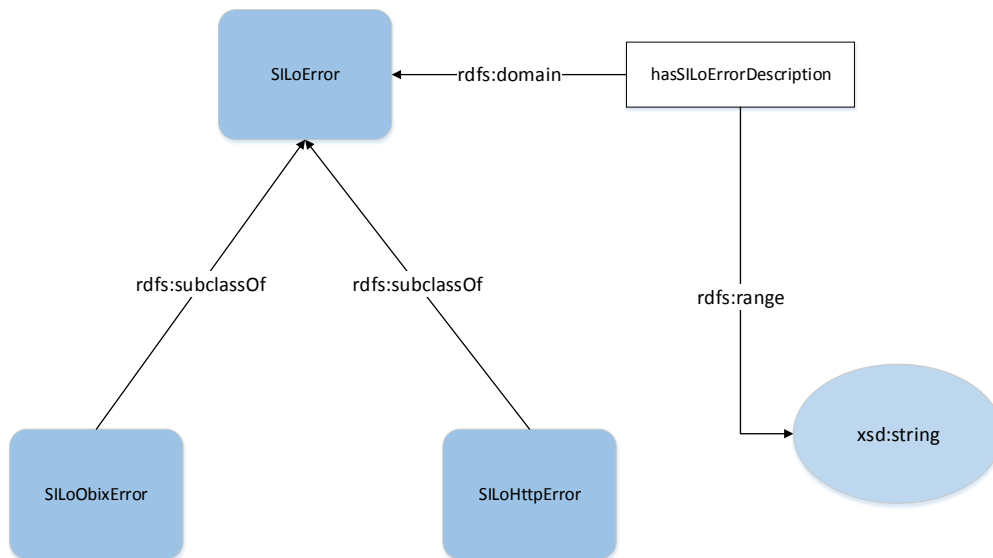 SILoError
rdfs:domain
hasSILoErrorDescription
rdfs:subclassOf
rdfs:subclassOf
rdfs:range
SILoObixError
SILoHttpError
xsd:string